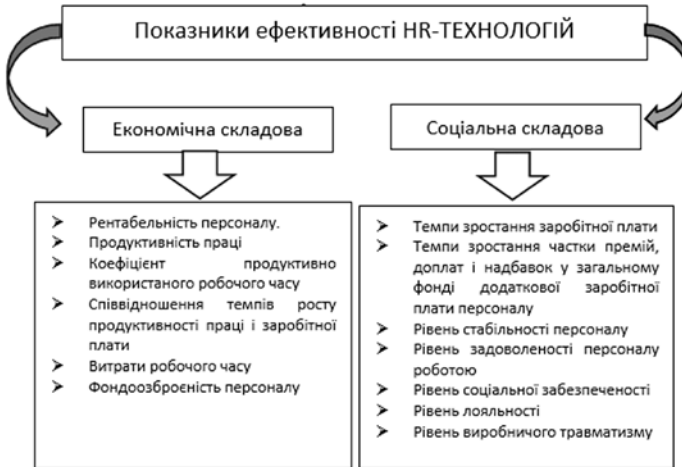 Показники ефективності HR-ТЕХНОЛОГІЙ
Економічна складова
Соціальна складова
➢ Рентабельність персоналу.
➢ Продуктивність праці
➢ Коефіцієнт продуктивно
використаного робочого часу
➢ Співвідношення темпів росту
продуктивності праці і заробітної
плати
➢ Витрати робочого часу
➢ Фондоозброєність персоналу
➢ Темпи зростання заробітної плати
➢ Темпи зростання частки премій,
доплат і надбавок у загальному
фонді додаткової заробітної
плати персоналу
➢ Рівень стабільності персоналу
➢ Рівень задоволеності персоналу
роботою
➢ Рівень соціальної забезпеченості
➢ Рівень лояльності
➢ Рівень виробничого травматизму